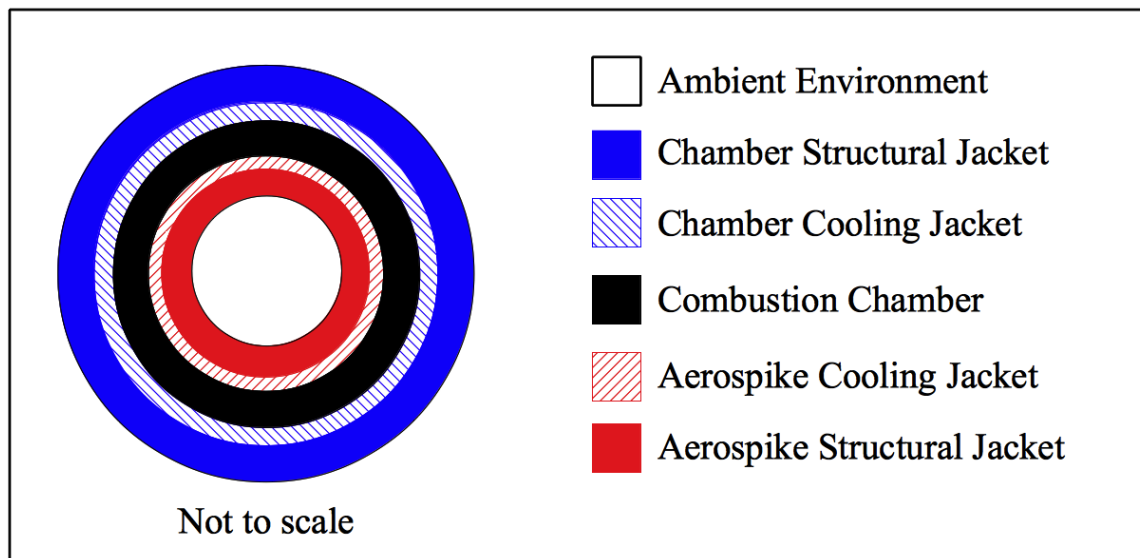 Ambient Environment
Chamber Structural Jacket
Chamber Cooling Jacket
Combustion Chamber
Aerospike Cooling Jacket
Aerospike Structural Jacket
Not to scale